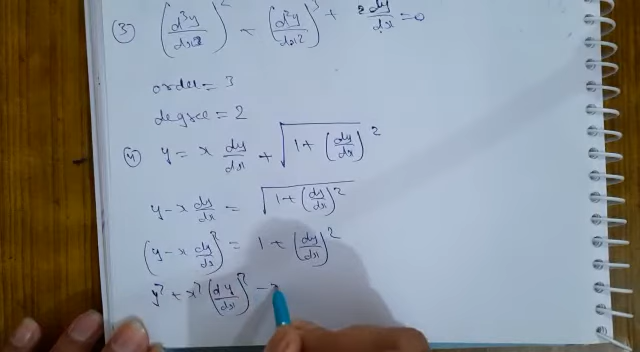 (3) (d³y/dx²)² + (d²y/dx²)³ + 2 dy/dx = 0
order = 3
degree = 2
(4) y = x dy/dx + √(1 + (dy/dx)²)
y - x dy/dx = √(1 + (dy/dx)²)
(y - x dy/dx)² = 1 + (dy/dx)²
y² + x² (dy/dx)² -